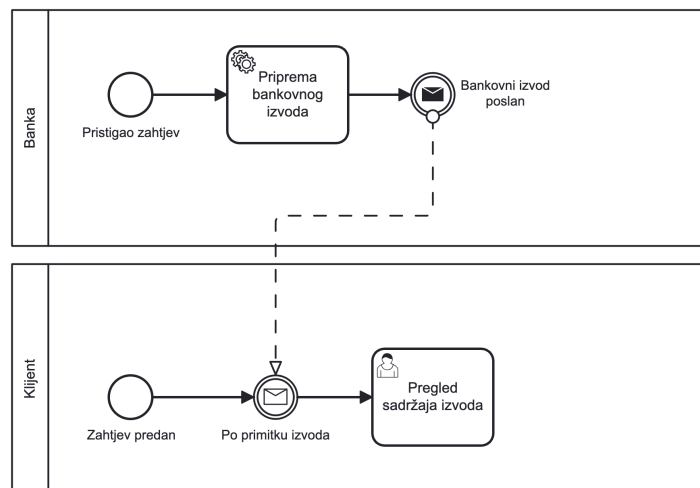 Banka
Pristigao zahtjev
Priprema
bankovnog
izvoda
Bankovni izvod
poslan
Klijent
Zahtjev predan
Po primitku izvoda
Pregled
sadržaja izvoda